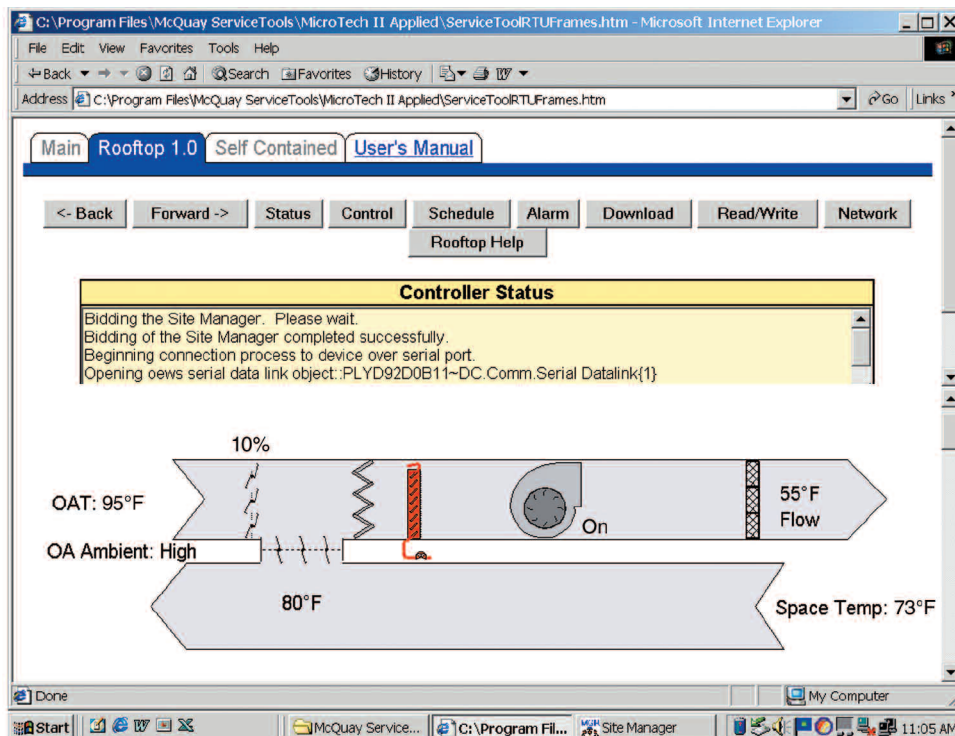 C:\Program Files\McQuay ServiceTools\MicroTech II Applied\ServiceToolRTUFrames.htm - Microsoft Internet Explorer
File Edit View Favorites Tools Help
Back Search Favorites History
Address C:\Program Files\McQuay ServiceTools\MicroTech II Applied\ServiceToolRTUFrames.htm Go Links
Main Rooftop 1.0 Self Contained User's Manual
<- Back Forward -> Status Control Schedule Alarm Download Read/Write Network
Rooftop Help
Controller Status
Bidding the Site Manager. Please wait.
Bidding of the Site Manager completed successfully.
Beginning connection process to device over serial port.
Opening oews serial data link object::PLYD92D0B11~DC.Comm.Serial Datalink{1}
10%
OAT: 95°F
55°F
Flow
On
OA Ambient: High
80°F
Space Temp: 73°F
Done My Computer
Start McQuay Service... C:\Program Fil... Site Manager 11:05 AM